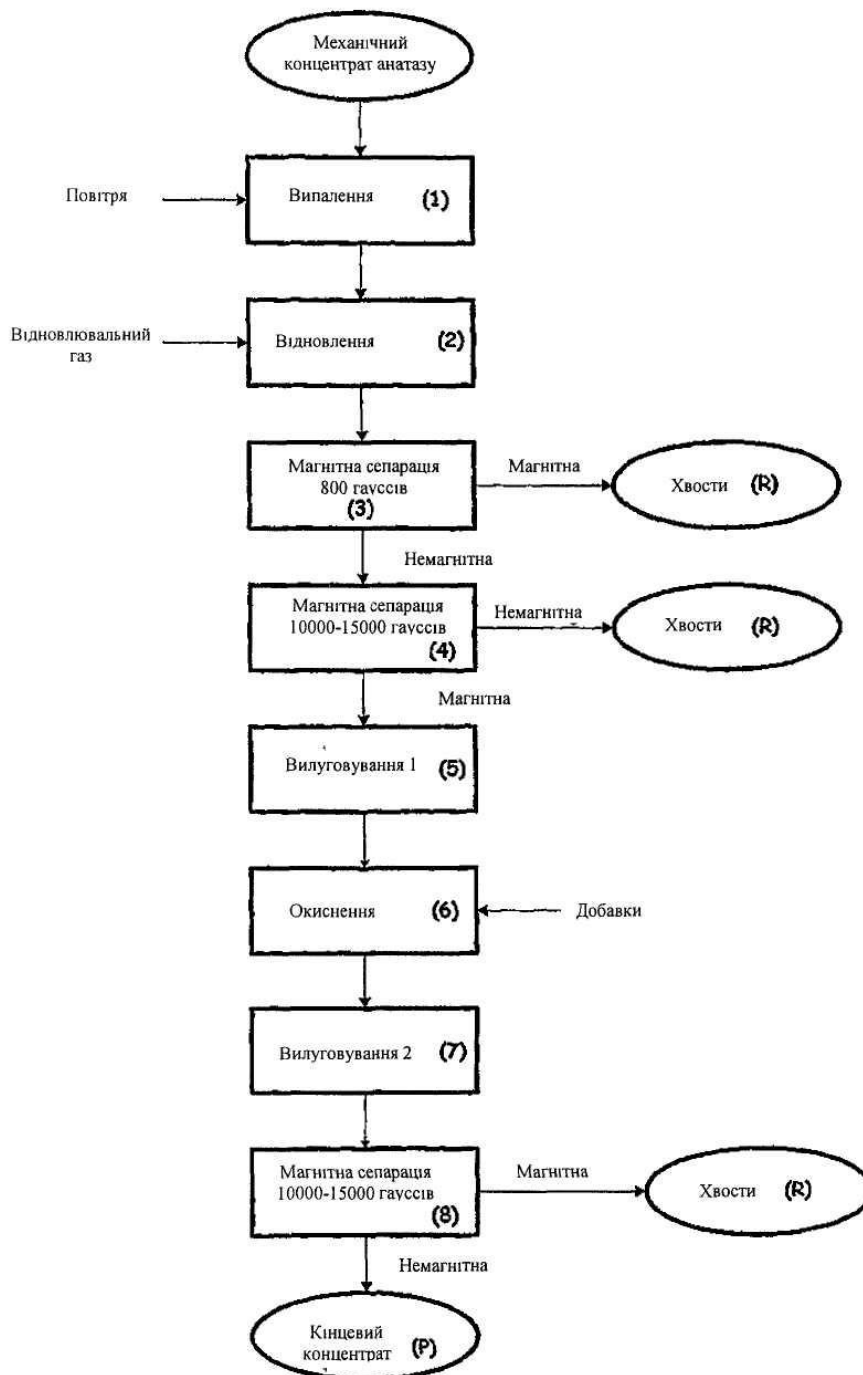 Механічний
концентрат анатазу
Повітря
Випалення (1)
Відновлювальний
газ
Відновлення (2)
Магнітна сепарація
800 гауссів
(3)
Магнітна
Хвости (R)
Немагнітна
Магнітна сепарація
10000-15000 гауссів
(4)
Немагнітна
Хвости (R)
Магнітна
Вилуговування 1 (5)
Окиснення (6)
Добавки
Вилуговування 2 (7)
Магнітна сепарація
10000-15000 гауссів
(8)
Магнітна
Хвости (R)
Немагнітна
Кінцевий
концентрат (P)